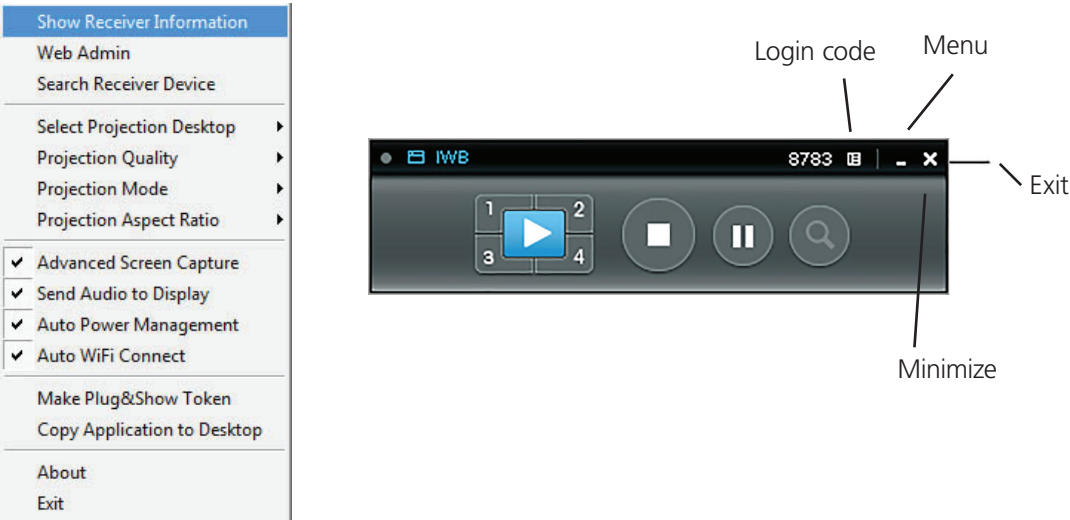 Show Receiver Information
Web Admin
Search Receiver Device
Select Projection Desktop
Projection Quality
Projection Mode
Projection Aspect Ratio
Advanced Screen Capture
Send Audio to Display
Auto Power Management
Auto WiFi Connect
Make Plug&Show Token
Copy Application to Desktop
About
Exit
Login code
Menu
IWB
8783
Exit
1
2
3
4
Minimize